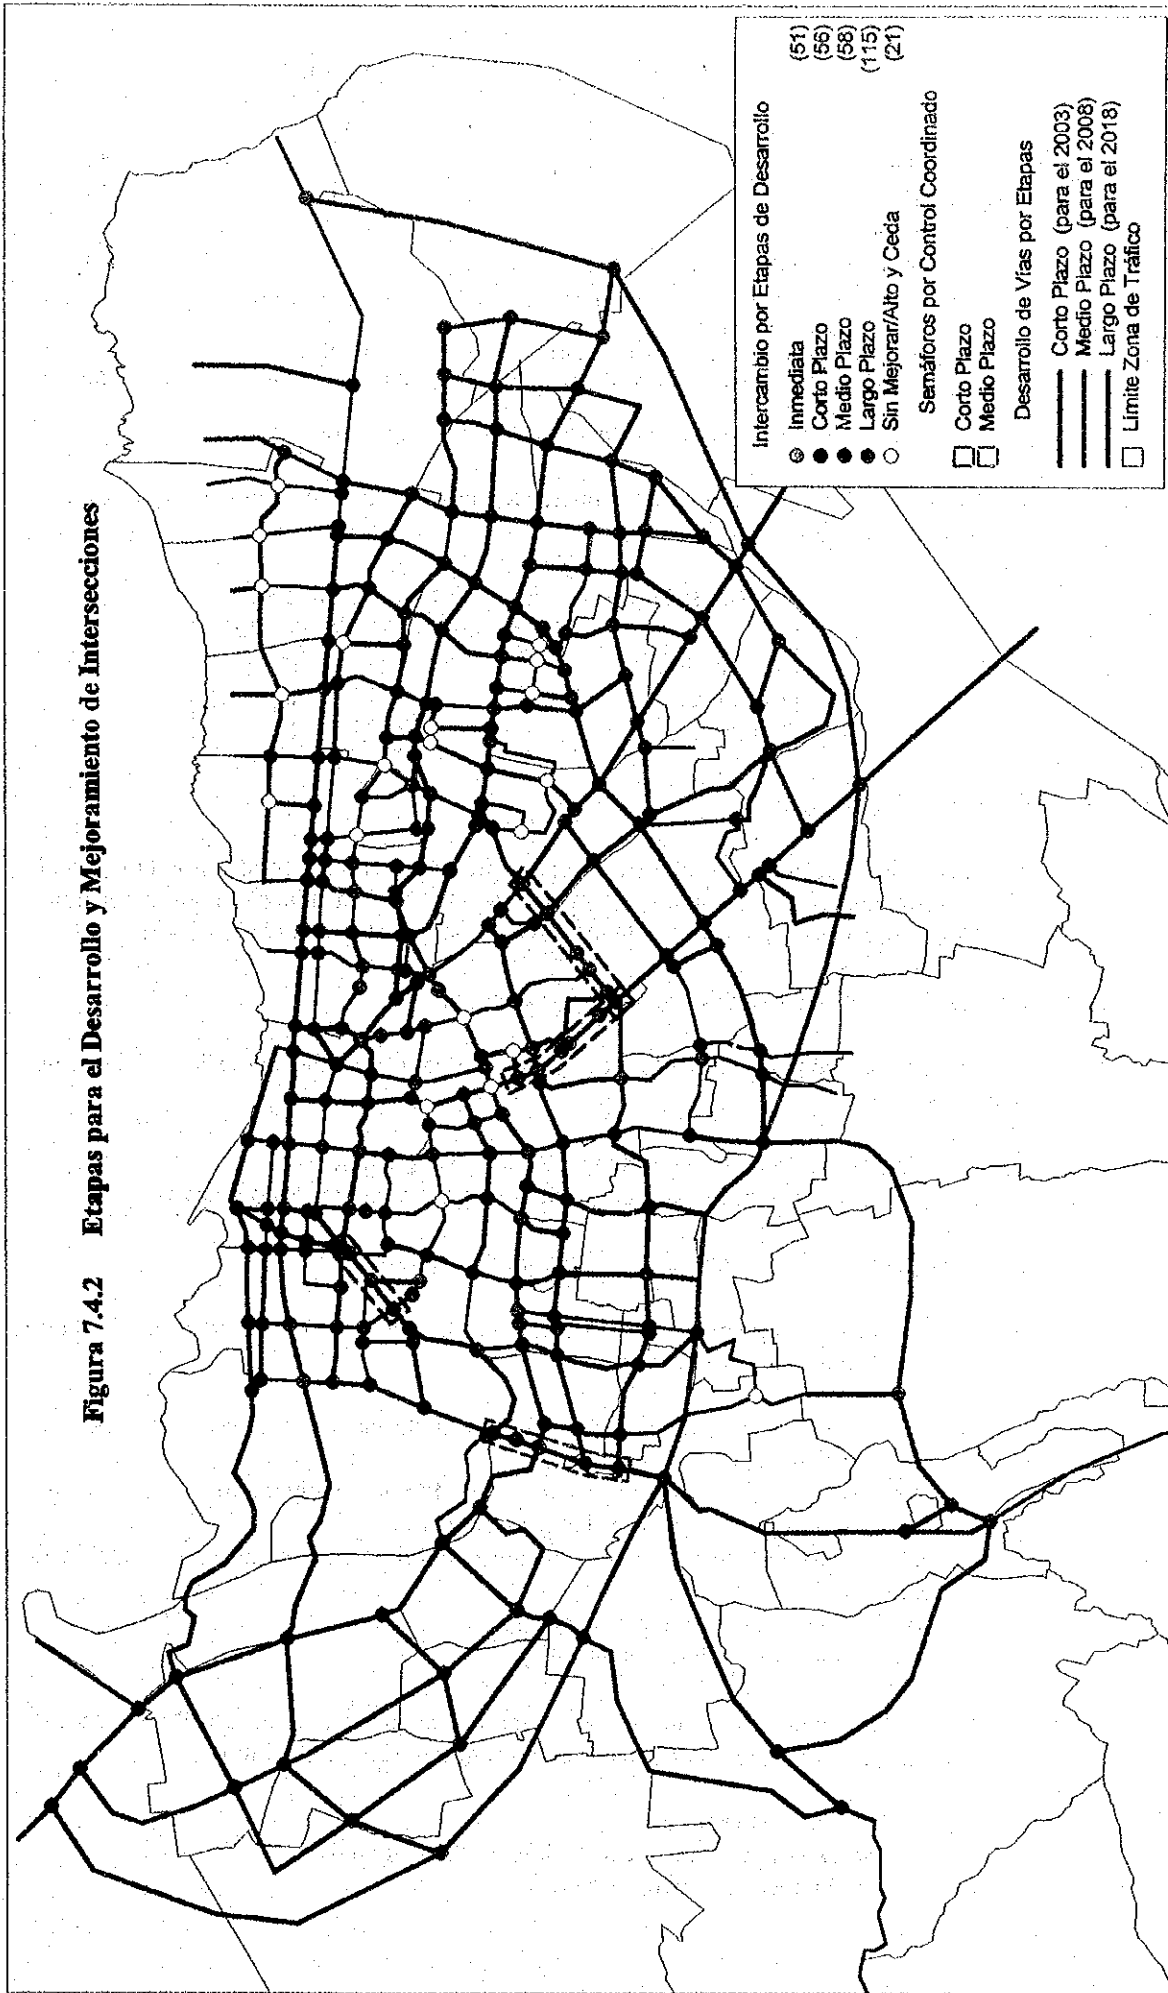 Figura 7.4.2 Etapas para el Desarrollo y Mejoramiento de Intersecciones
Intercambio por Etapas de Desarrollo
Inmediata (51)
Corto Plazo (56)
Medio Plazo (58)
Largo Plazo (115)
Sin Mejorar/Alto y Ceda (21)
Semáforos por Control Coordinado
Corto Plazo
Medio Plazo
Desarrollo de Vías por Etapas
Corto Plazo (para el 2003)
Medio Plazo (para el 2008)
Largo Plazo (para el 2018)
Límite Zona de Tráfico